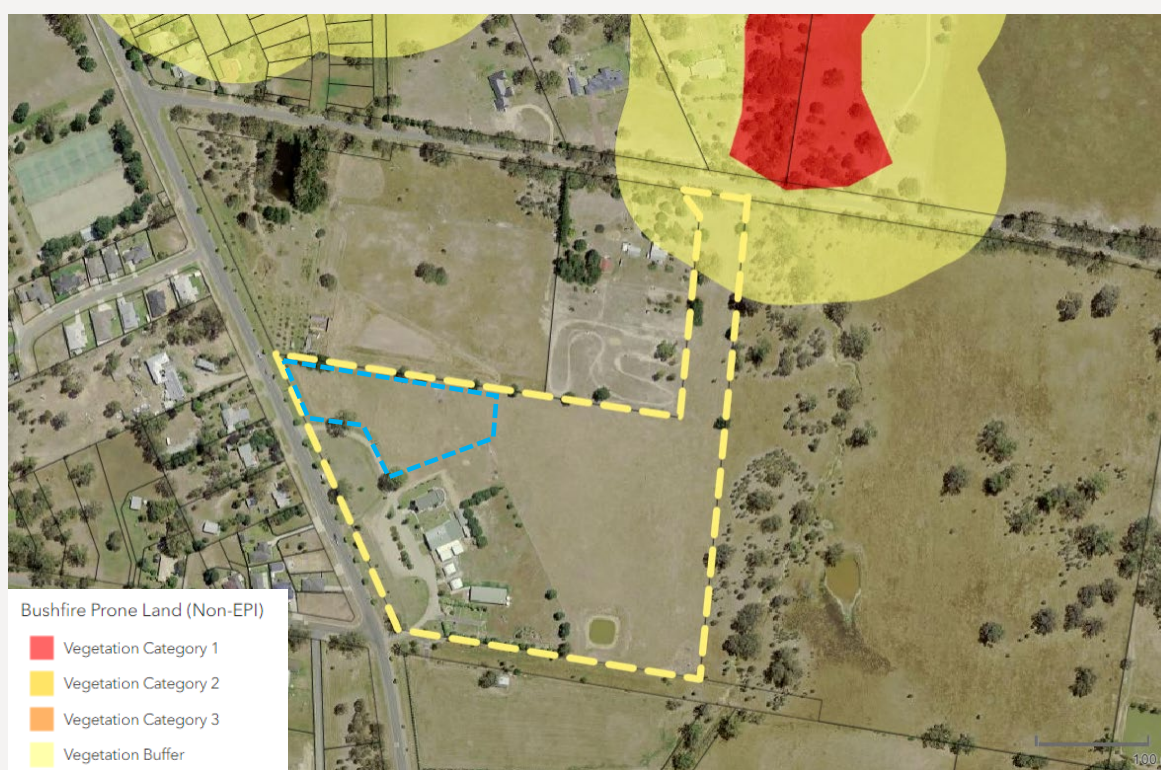 Bushfire Prone Land (Non-EPI)
Vegetation Category 1
Vegetation Category 2
Vegetation Category 3
Vegetation Buffer
100